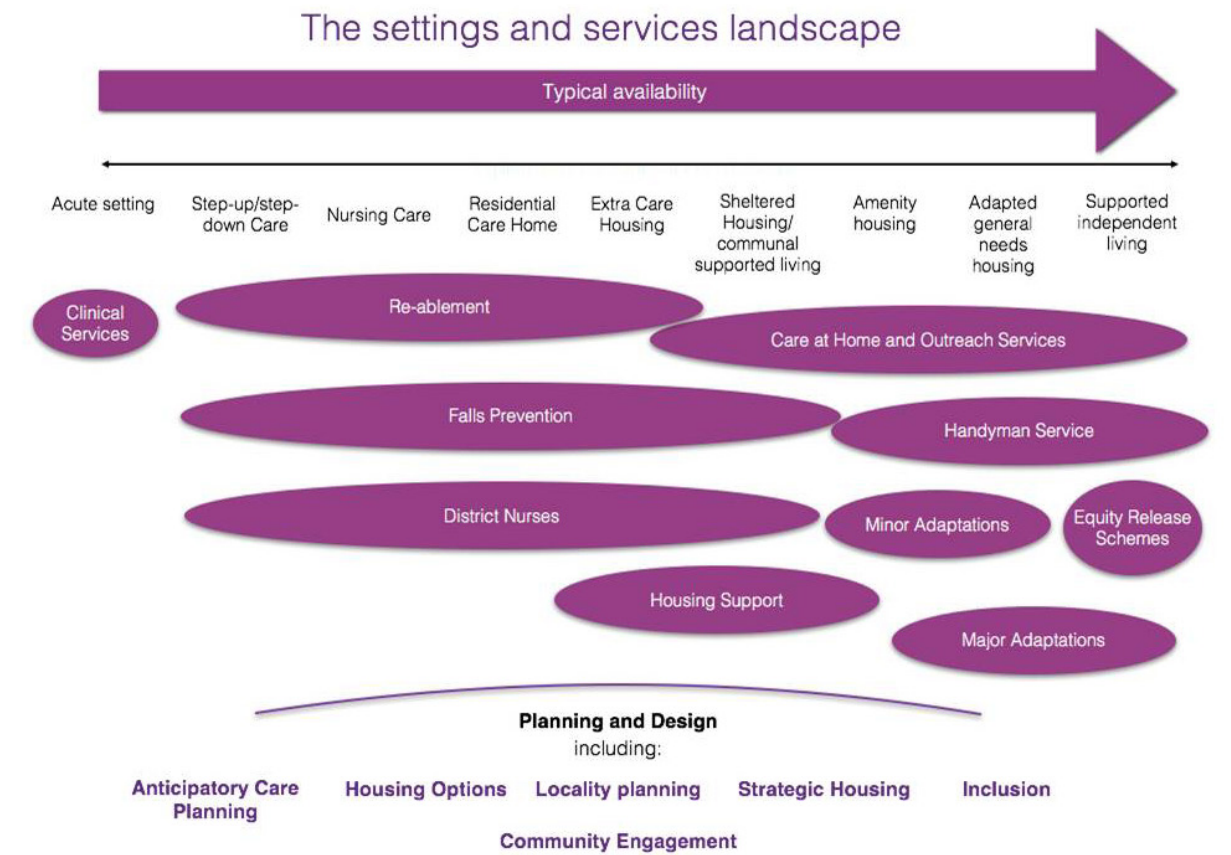 The settings and services landscape
Typical availability
Acute setting
Step-up/step-
down Care
Nursing Care
Residential
Care Home
Extra Care
Housing
Sheltered
Housing/
communal
supported living
Amenity
housing
Adapted
general
needs
housing
Supported
independent
living
Clinical
Services
Re-ablement
Care at Home and Outreach Services
Falls Prevention
Handyman Service
District Nurses
Minor Adaptations
Equity Release
Schemes
Housing Support
Major Adaptations
Planning and Design
including:
Anticipatory Care
Planning
Housing Options
Locality planning
Strategic Housing
Inclusion
Community Engagement